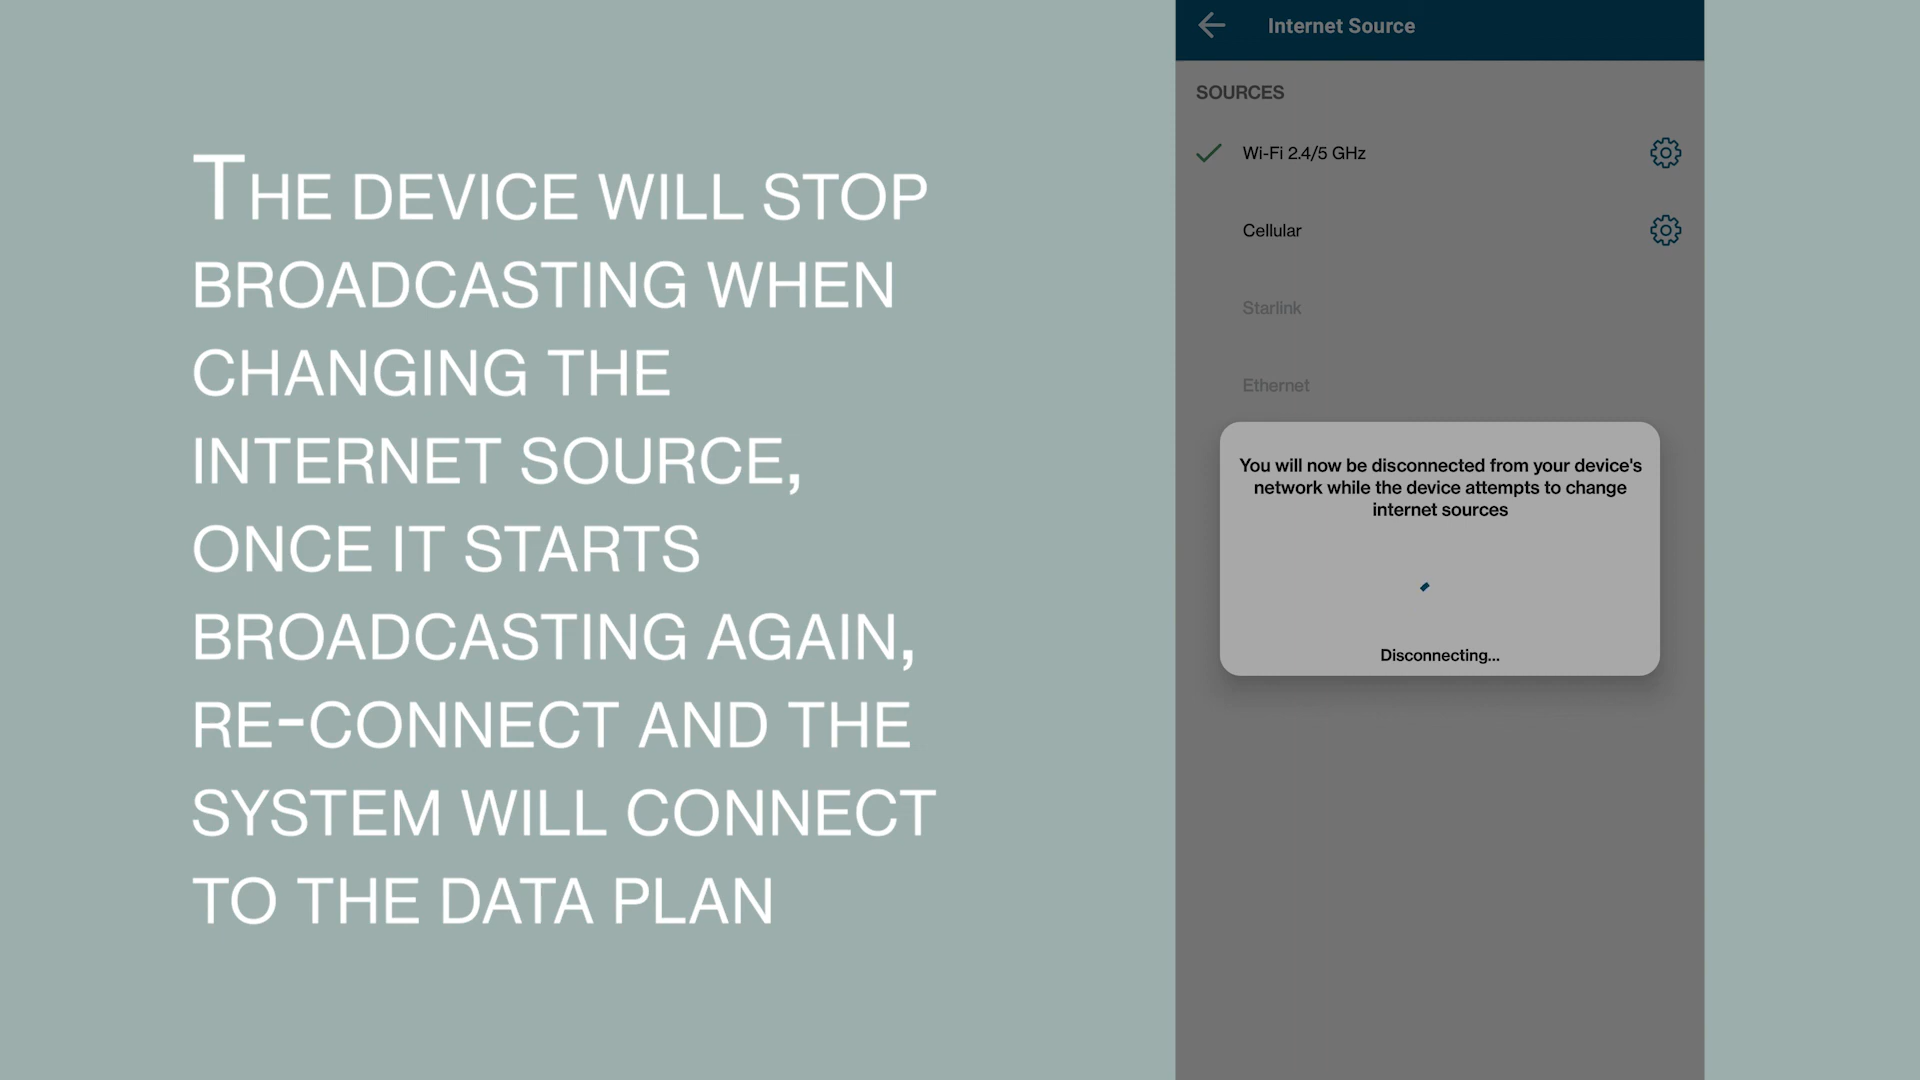 The device will stop
broadcasting when
changing the
internet source,
once it starts
broadcasting again,
re-connect and the
system will connect
to the data plan
Internet Source
SOURCES
Wi-Fi 2.4/5 GHz
Cellular
Starlink
Ethernet
You will now be disconnected from your device's
network while the device attempts to change
internet sources
Disconnecting...